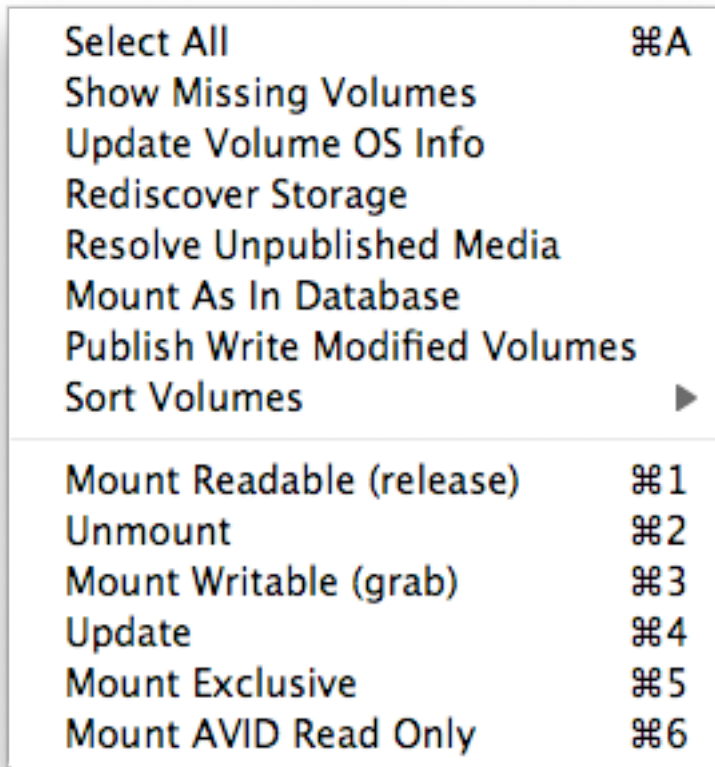 Select All ⌘A
Show Missing Volumes
Update Volume OS Info
Rediscover Storage
Resolve Unpublished Media
Mount As In Database
Publish Write Modified Volumes
Sort Volumes ▶
Mount Readable (release) ⌘1
Unmount ⌘2
Mount Writable (grab) ⌘3
Update ⌘4
Mount Exclusive ⌘5
Mount AVID Read Only ⌘6